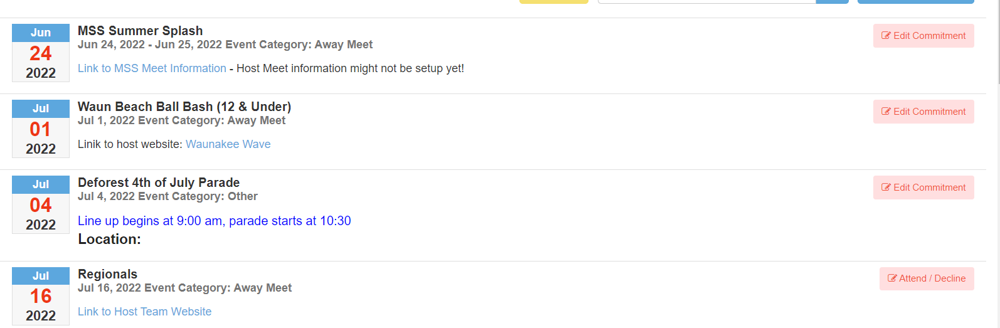 Jun
24
2022
MSS Summer Splash
Jun 24, 2022 - Jun 25, 2022 Event Category: Away Meet
Link to MSS Meet Information - Host Meet information might not be setup yet!
Edit Commitment
Jul
01
2022
Waun Beach Ball Bash (12 & Under)
Jul 1, 2022 Event Category: Away Meet
Linik to host website: Waunakee Wave
Edit Commitment
Jul
04
2022
Deforest 4th of July Parade
Jul 4, 2022 Event Category: Other
Line up begins at 9:00 am, parade starts at 10:30
Location:
Edit Commitment
Jul
16
2022
Regionals
Jul 16, 2022 Event Category: Away Meet
Link to Host Team Website
Attend / Decline